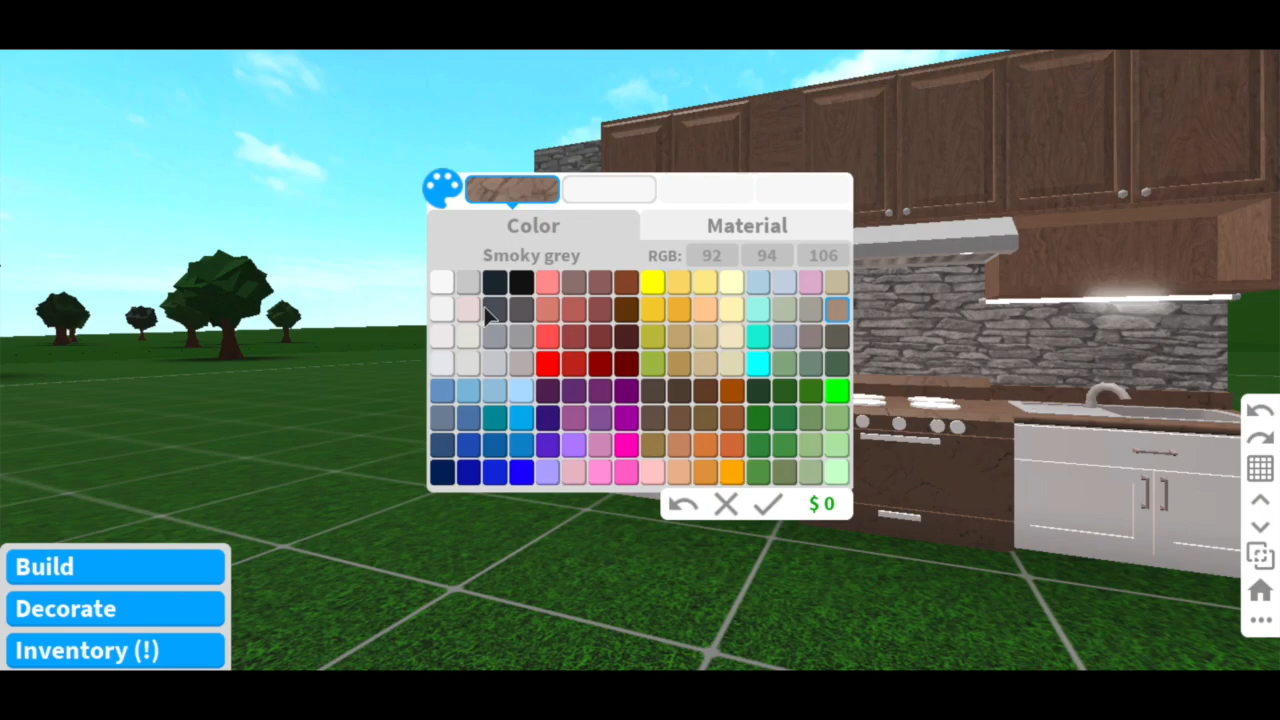 Color
Material
Smoky grey
RGB: 92 94 106
$ 0
Build
Decorate
Inventory (!)